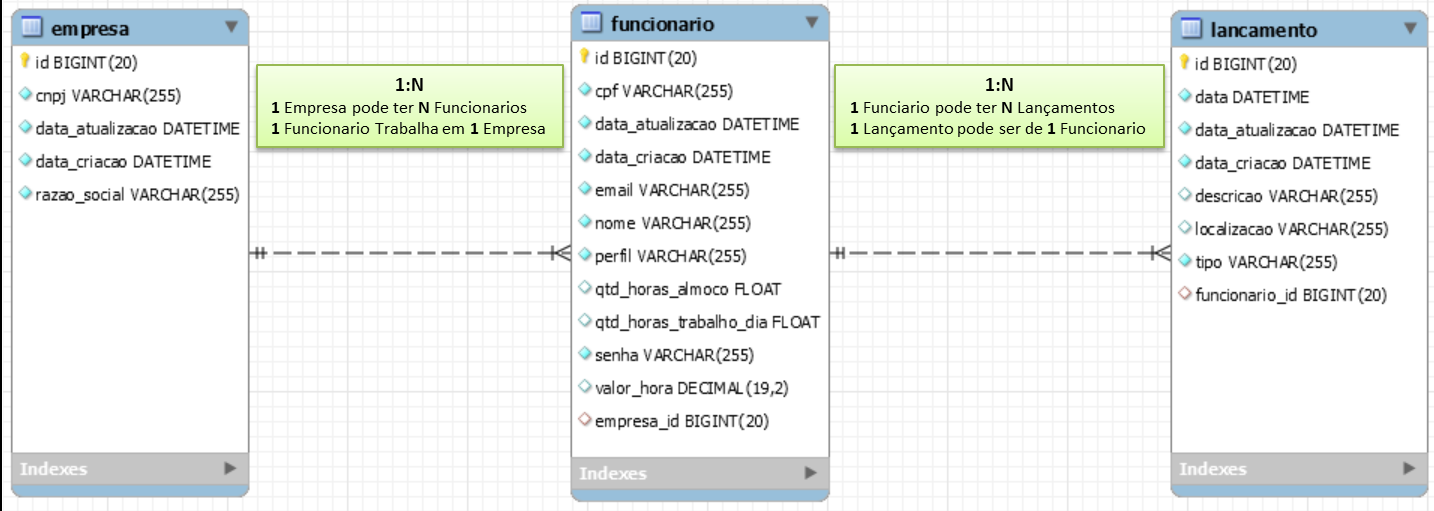 empresa
id BIGINT(20)
cnpj VARCHAR(255)
data_atualizacao DATETIME
data_criacao DATETIME
razao_social VARCHAR(255)
Indexes
1:N
1 Empresa pode ter N Funcionarios
1 Funcionario Trabalha em 1 Empresa
funcionario
id BIGINT(20)
cpf VARCHAR(255)
data_atualizacao DATETIME
data_criacao DATETIME
email VARCHAR(255)
nome VARCHAR(255)
perfil VARCHAR(255)
qtd_horas_almoco FLOAT
qtd_horas_trabalho_dia FLOAT
senha VARCHAR(255)
valor_hora DECIMAL(19,2)
empresa_id BIGINT(20)
Indexes
1:N
1 Funciario pode ter N Lançamentos
1 Lançamento pode ser de 1 Funcionario
lancamento
id BIGINT(20)
data DATETIME
data_atualizacao DATETIME
data_criacao DATETIME
descricao VARCHAR(255)
localizacao VARCHAR(255)
tipo VARCHAR(255)
funcionario_id BIGINT(20)
Indexes